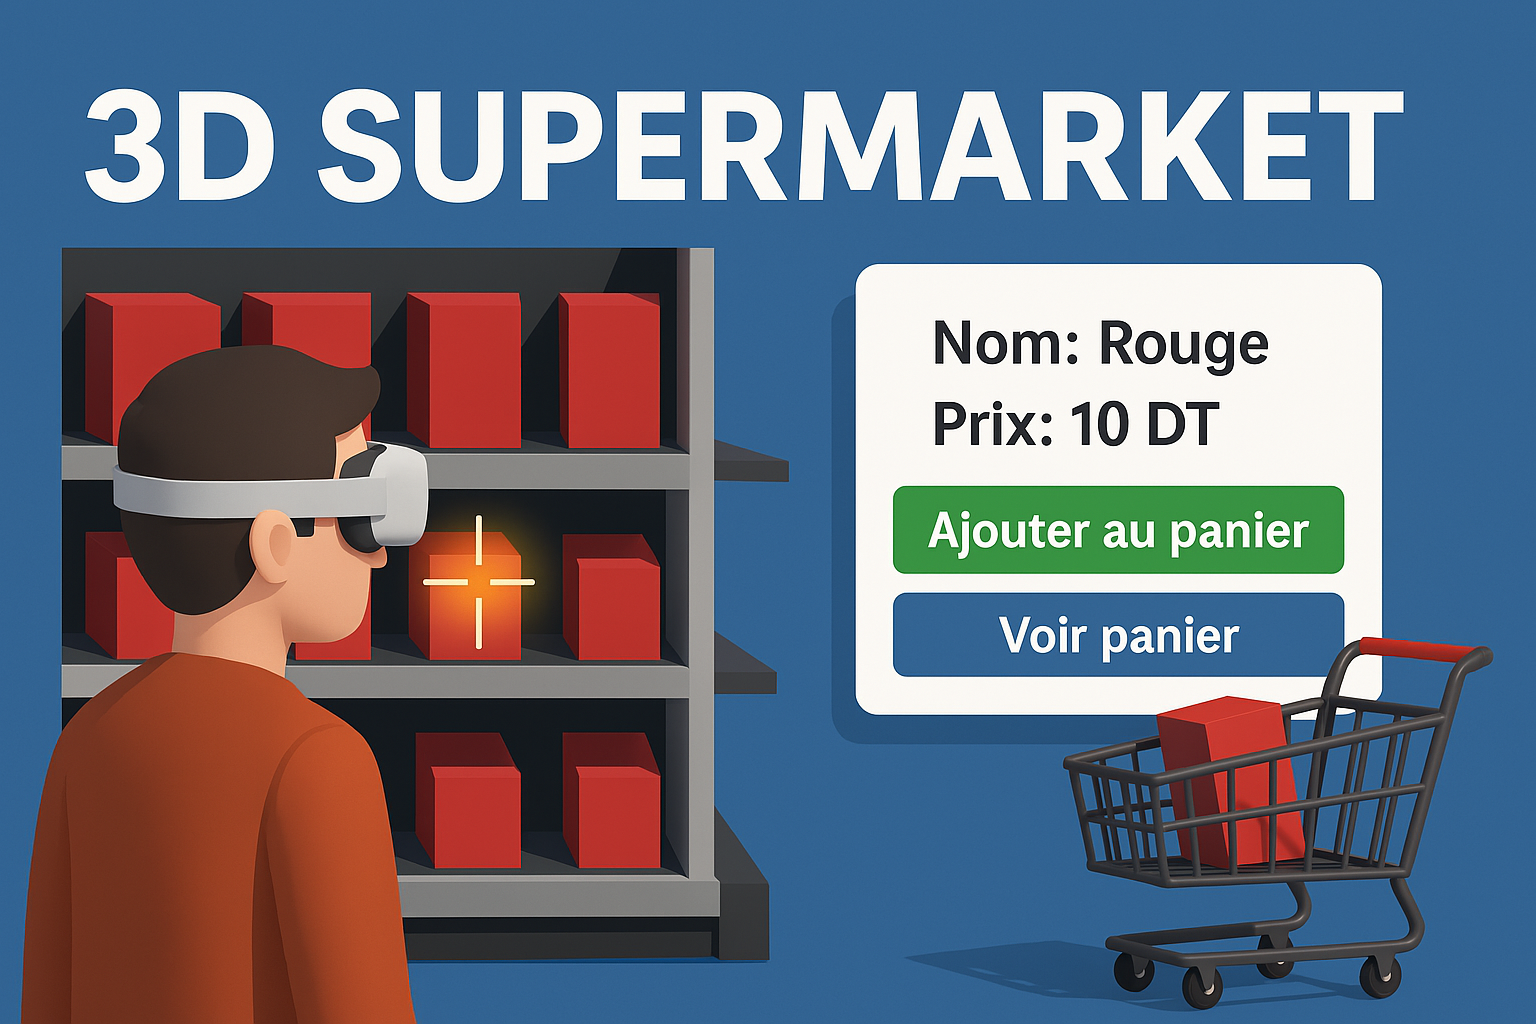 3D SUPERMARKET
Nom: Rouge
Prix: 10 DT
Ajouter au panier
Voir panier